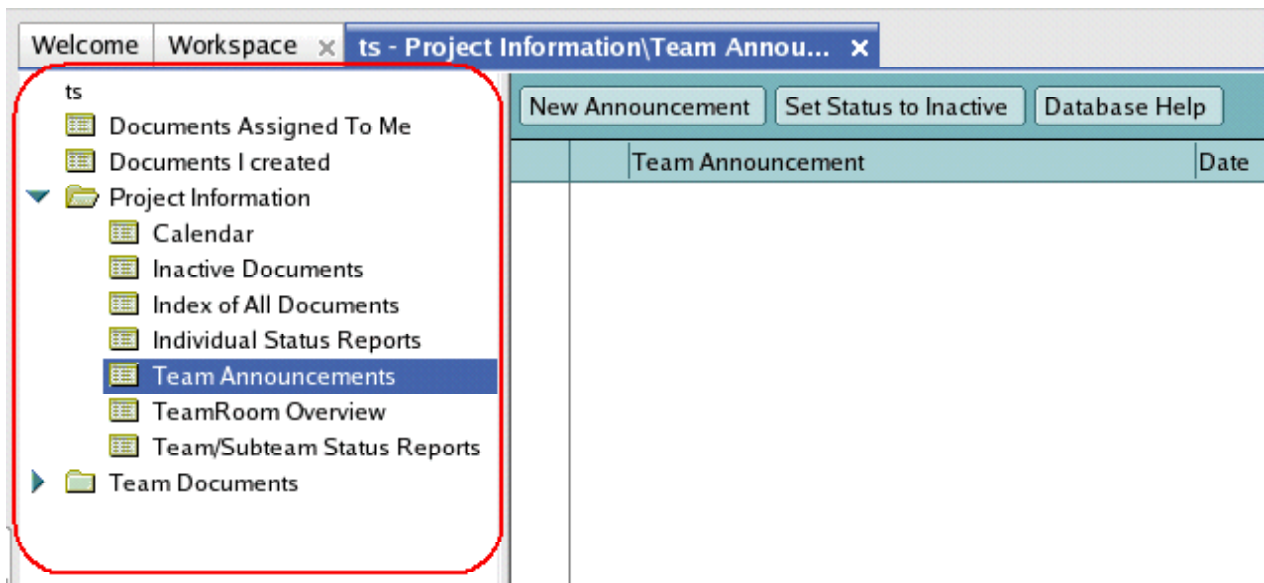 Welcome Workspace ts - Project Information\Team Annou...
ts
Documents Assigned To Me
Documents I created
Project Information
Calendar
Inactive Documents
Index of All Documents
Individual Status Reports
Team Announcements
TeamRoom Overview
Team/Subteam Status Reports
Team Documents
New Announcement Set Status to Inactive Database Help
Team Announcement Date